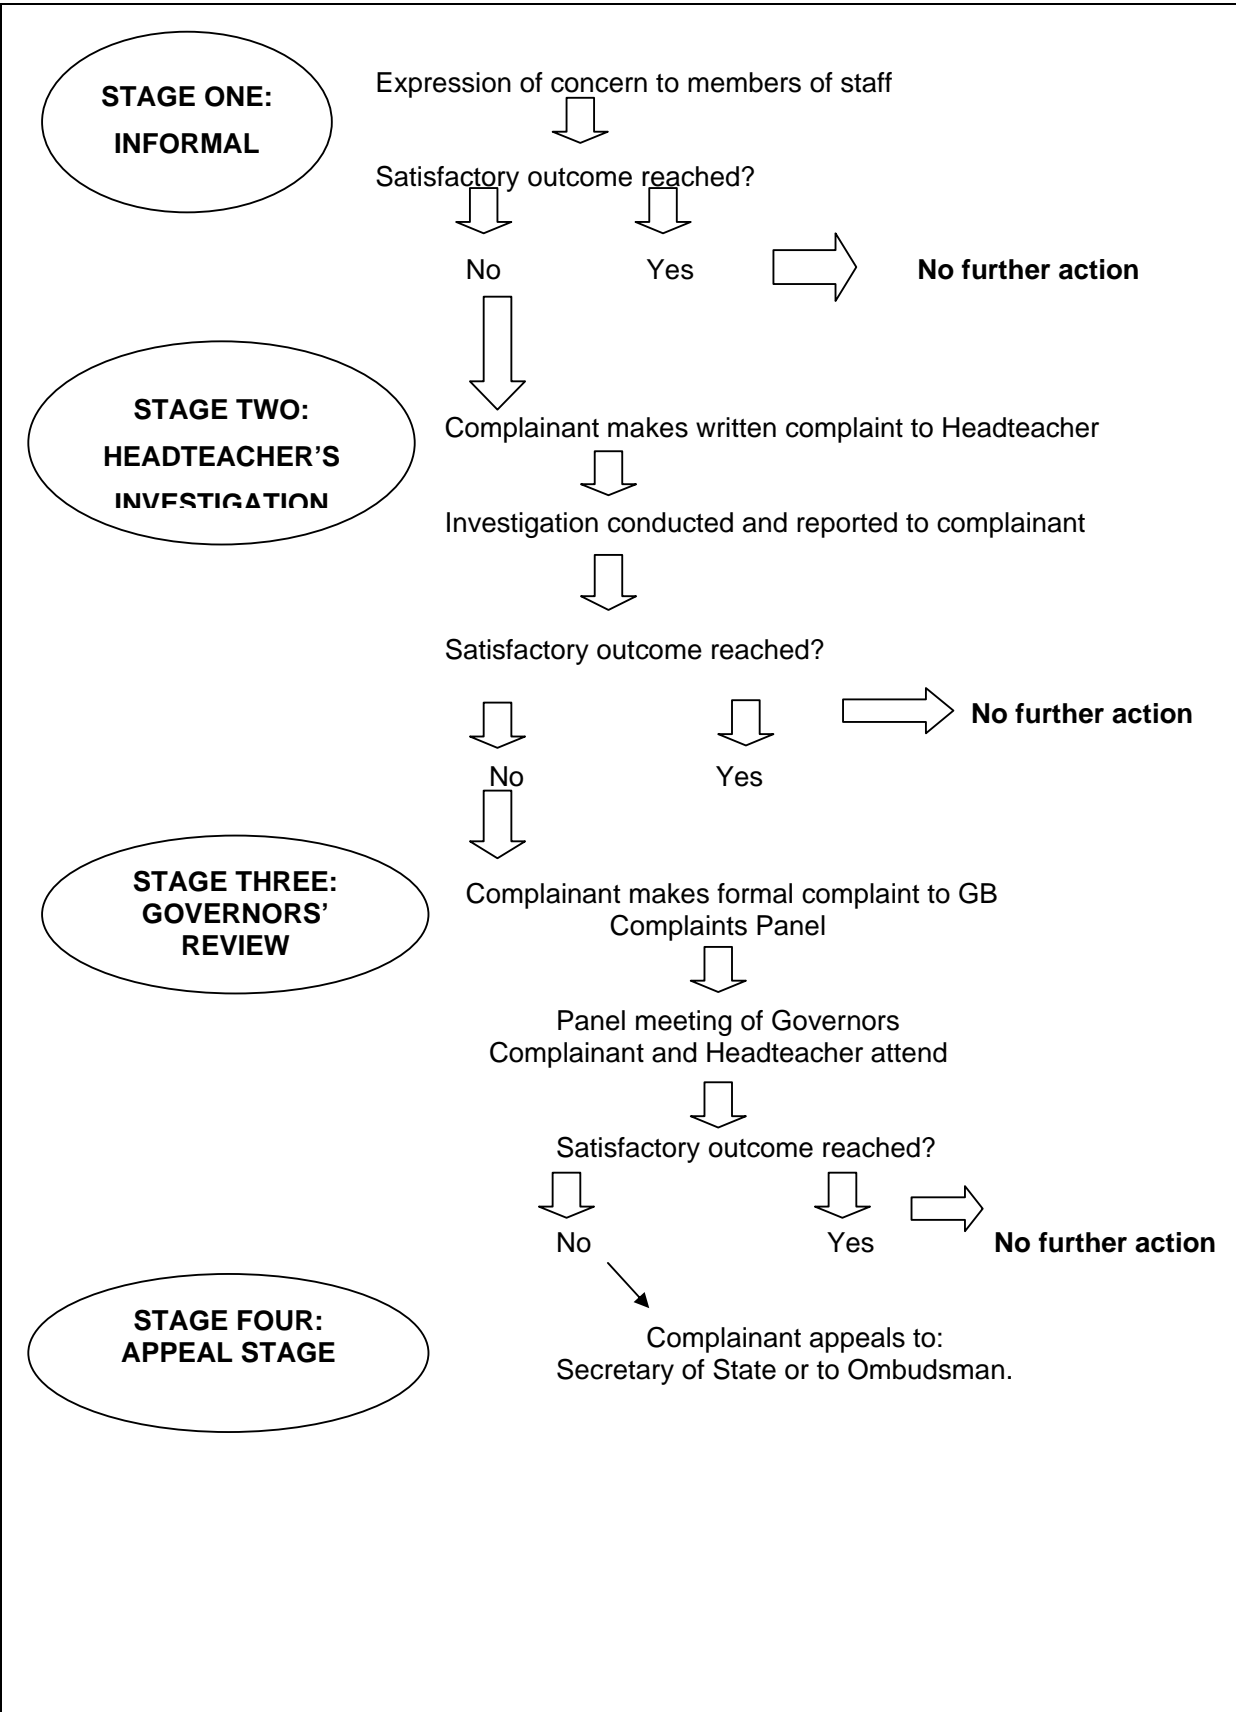 STAGE ONE:
INFORMAL
Expression of concern to members of staff
Satisfactory outcome reached?
No Yes No further action
STAGE TWO:
HEADTEACHER’S
INVESTIGATION
Complainant makes written complaint to Headteacher
Investigation conducted and reported to complainant
Satisfactory outcome reached?
No further action
No Yes
STAGE THREE:
GOVERNORS’
REVIEW
Complainant makes formal complaint to GB
Complaints Panel
Panel meeting of Governors
Complainant and Headteacher attend
Satisfactory outcome reached?
No Yes No further action
STAGE FOUR:
APPEAL STAGE
Complainant appeals to:
Secretary of State or to Ombudsman.